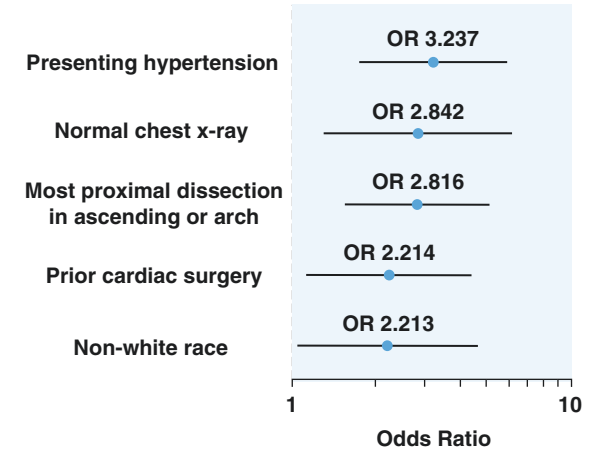 OR 3.237
Presenting hypertension
OR 2.842
Normal chest x-ray
OR 2.816
Most proximal dissection
in ascending or arch
OR 2.214
Prior cardiac surgery
OR 2.213
Non-white race
1
10
Odds Ratio